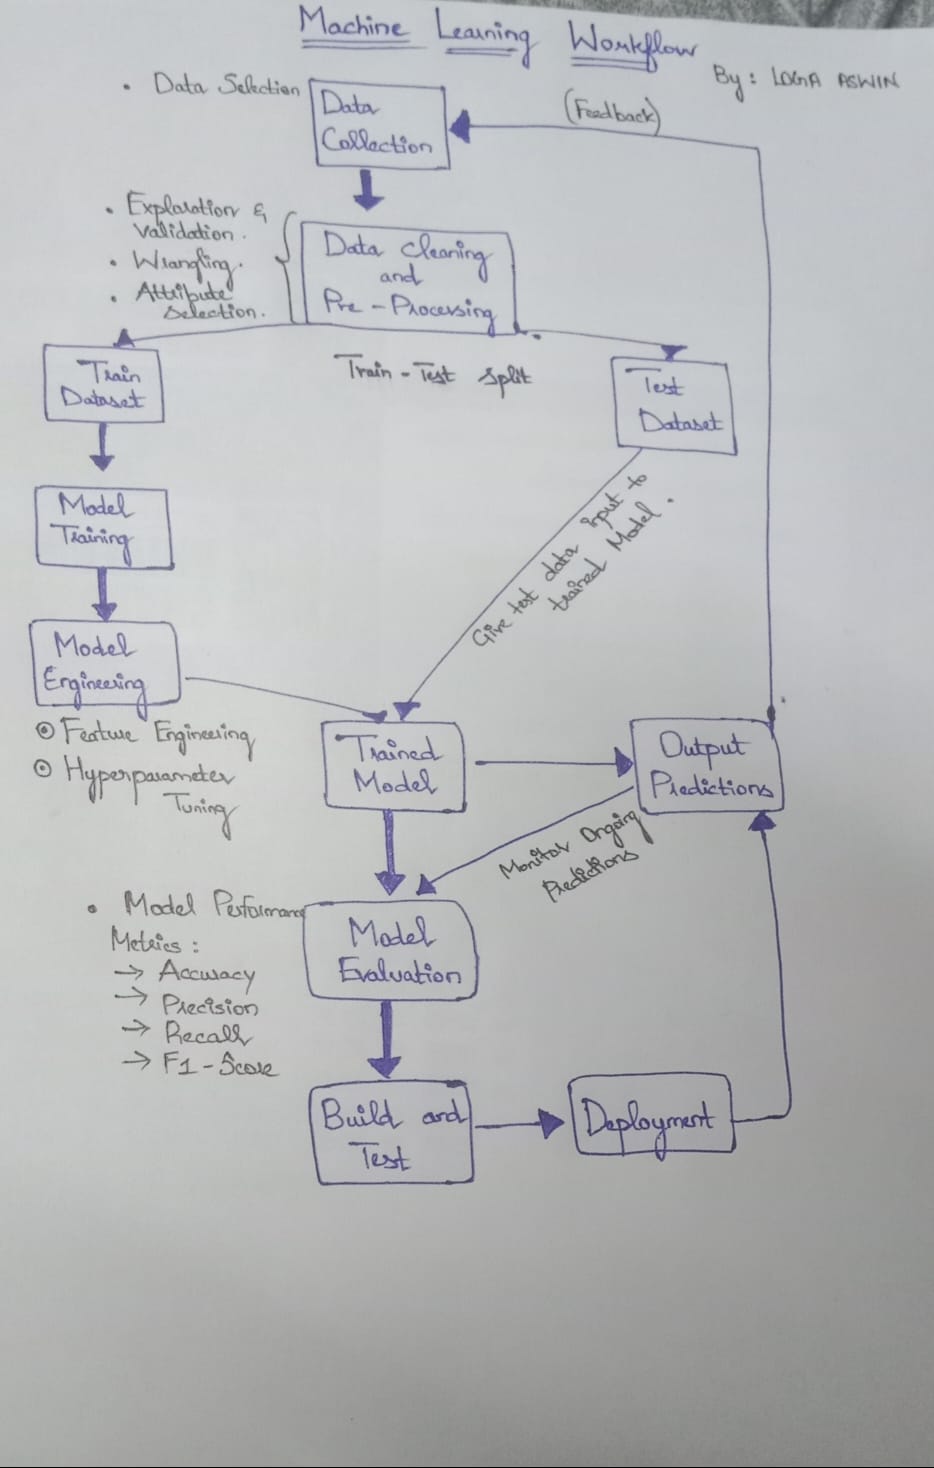 Machine Learning Workflow
By: LOGA ASWIN
• Data Selection
Data
Collection
(Feedback)
• Exploration &
Validation.
• Wrangling.
• Attribute
Selection.
Data Cleaning
and
Pre-Processing
Train-Test Split
Train
Dataset
Test
Dataset
Model
Training
Give test data input to
trained Model.
Model
Engineering
⊙ Feature Engineering
⊙ Hyperparameter
Tuning
Trained
Model
Output
Predictions
Monitor Ongoing
Predictions
• Model Performance
Metrics:
→ Accuracy
→ Precision
→ Recall
→ F1-Score
Model
Evaluation
Build and
Test
Deployment